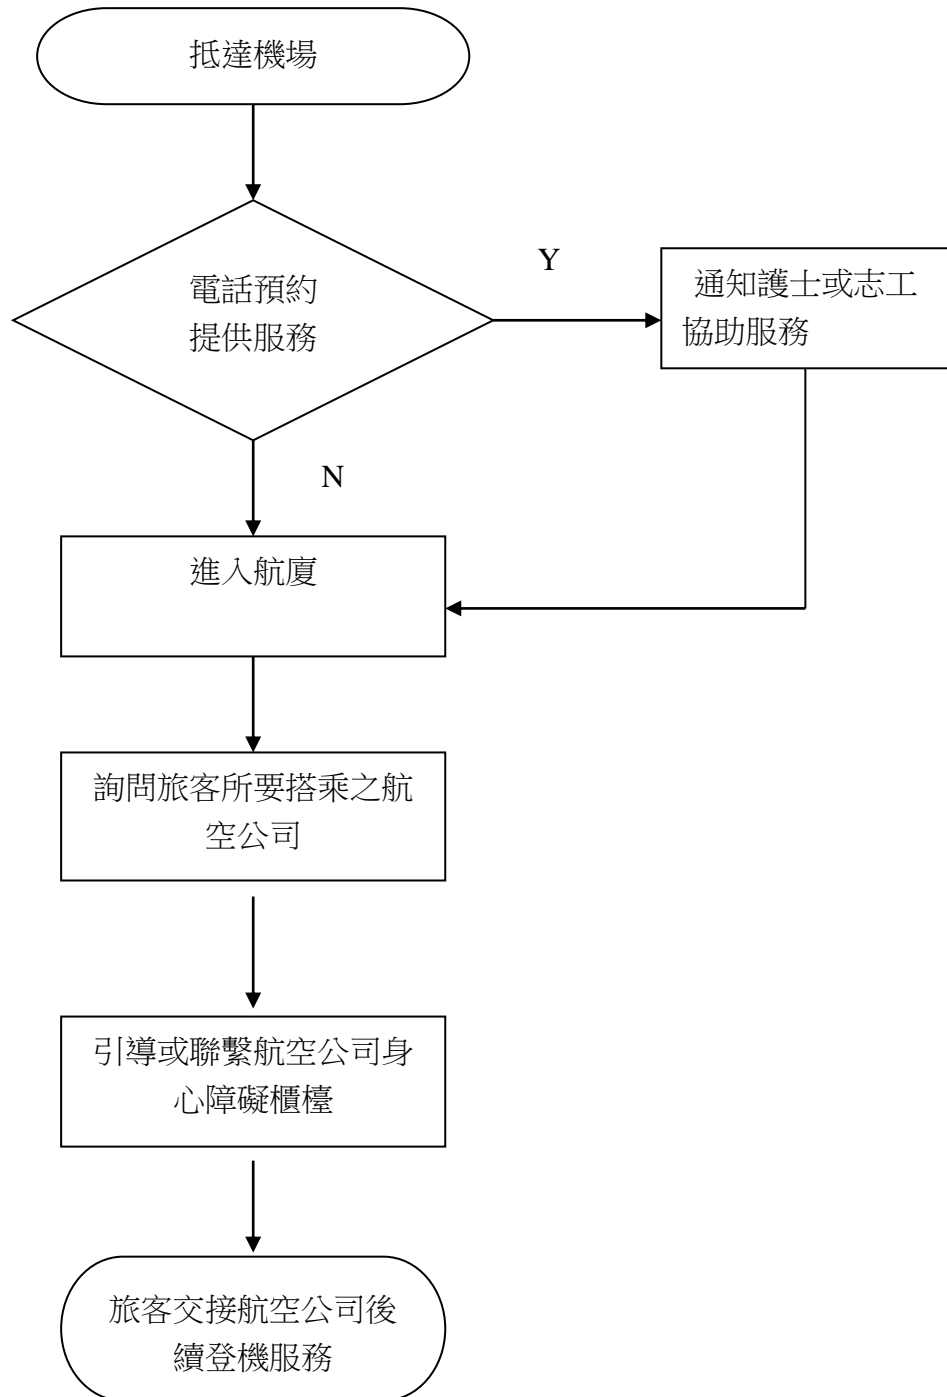 抵達機場
電話預約
提供服務
Y
通知護士或志工
協助服務
N
進入航廈
詢問旅客所要搭乘之航
空公司
引導或聯繫航空公司身
心障礙櫃檯
旅客交接航空公司後
續登機服務